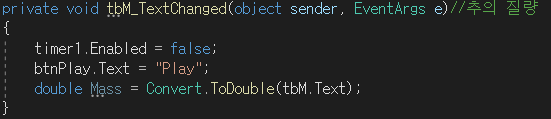 private void tbM_TextChanged(object sender, EventArgs e)//추의 질량
{
timer1.Enabled = false;
btnPlay.Text = "Play";
double Mass = Convert.ToDouble(tbM.Text);
}